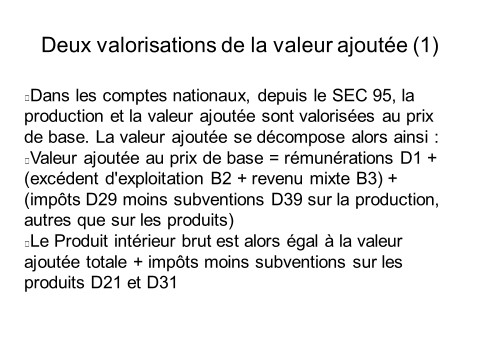 Deux valorisations de la valeur ajoutée (1)
Dans les comptes nationaux, depuis le SEC 95, la
production et la valeur ajoutée sont valorisées au prix
de base. La valeur ajoutée se décompose alors ainsi :
Valeur ajoutée au prix de base = rémunérations D1 +
(excédent d'exploitation B2 + revenu mixte B3) +
(impôts D29 moins subventions D39 sur la production,
autres que sur les produits)
Le Produit intérieur brut est alors égal à la valeur
ajoutée totale + impôts moins subventions sur les
produits D21 et D31